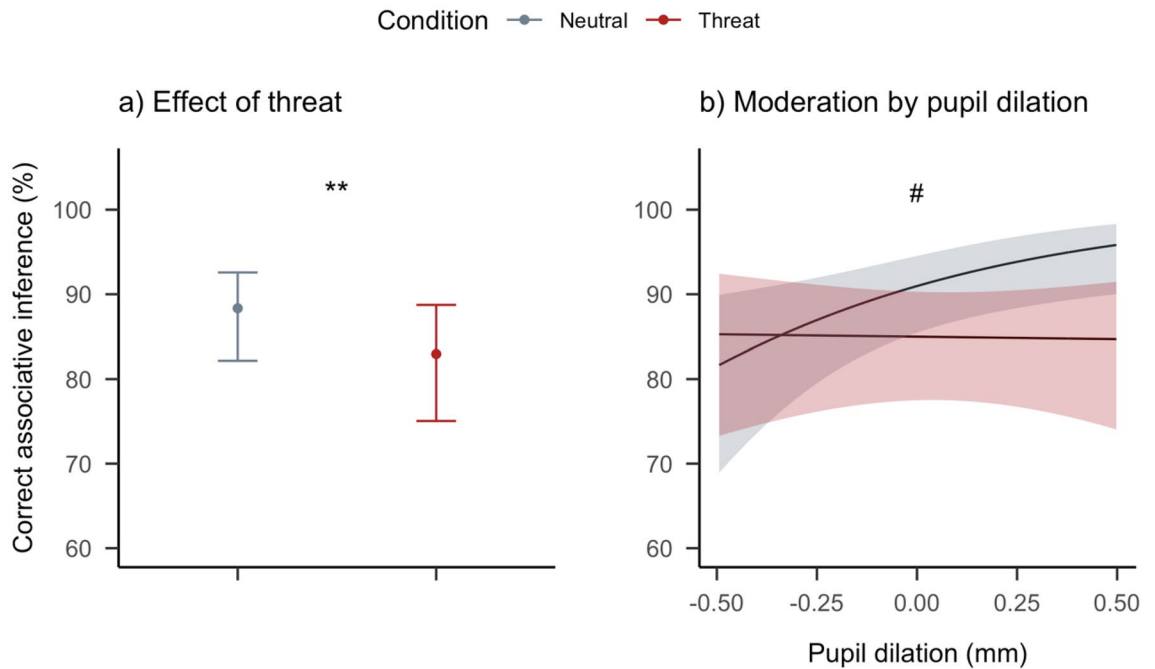 Condition Neutral Threat
a) Effect of threat
b) Moderation by pupil dilation
Correct associative inference (%)
**
100
90
80
70
60
#
100
90
80
70
60
-0.50 -0.25 0.00 0.25 0.50
Pupil dilation (mm)